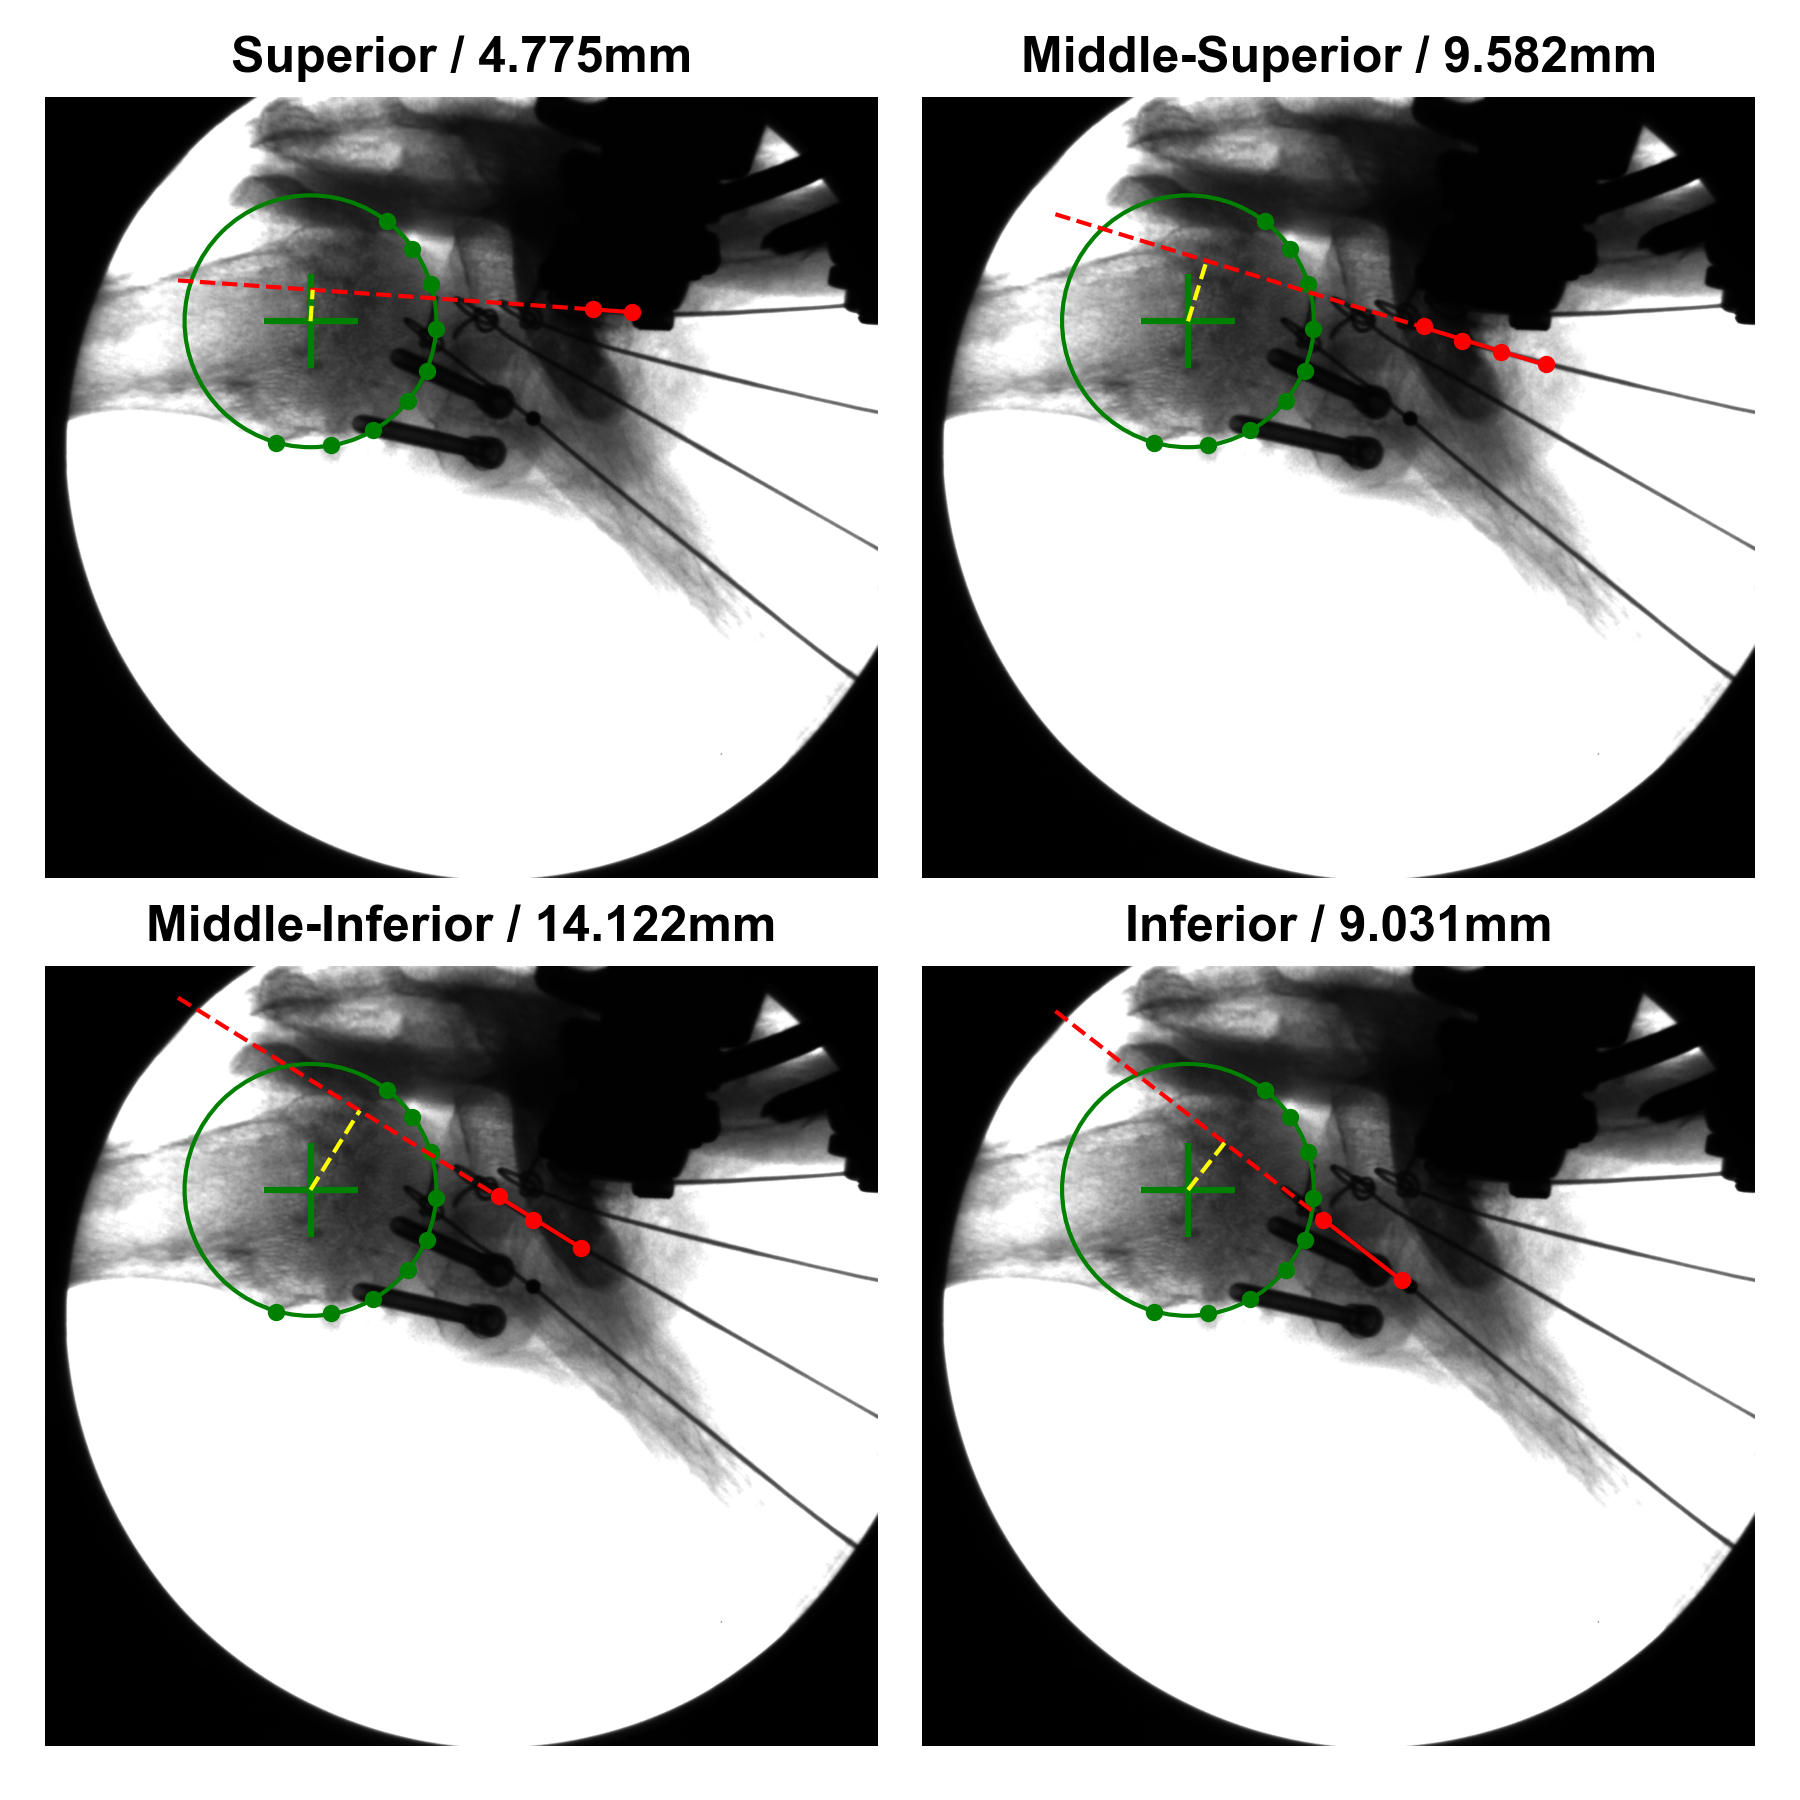 Superior / 4.775mm
Middle-Superior / 9.582mm
Middle-Inferior / 14.122mm
Inferior / 9.031mm